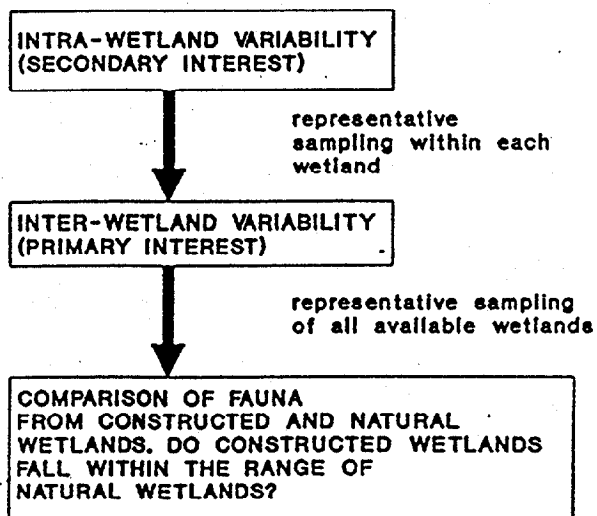 INTRA-WETLAND VARIABILITY
(SECONDARY INTEREST)
representative
sampling within each
wetland
INTER-WETLAND VARIABILITY
(PRIMARY INTEREST)
representative sampling
of all available wetlands
COMPARISON OF FAUNA
FROM CONSTRUCTED AND NATURAL
WETLANDS. DO CONSTRUCTED WETLANDS
FALL WITHIN THE RANGE OF
NATURAL WETLANDS?